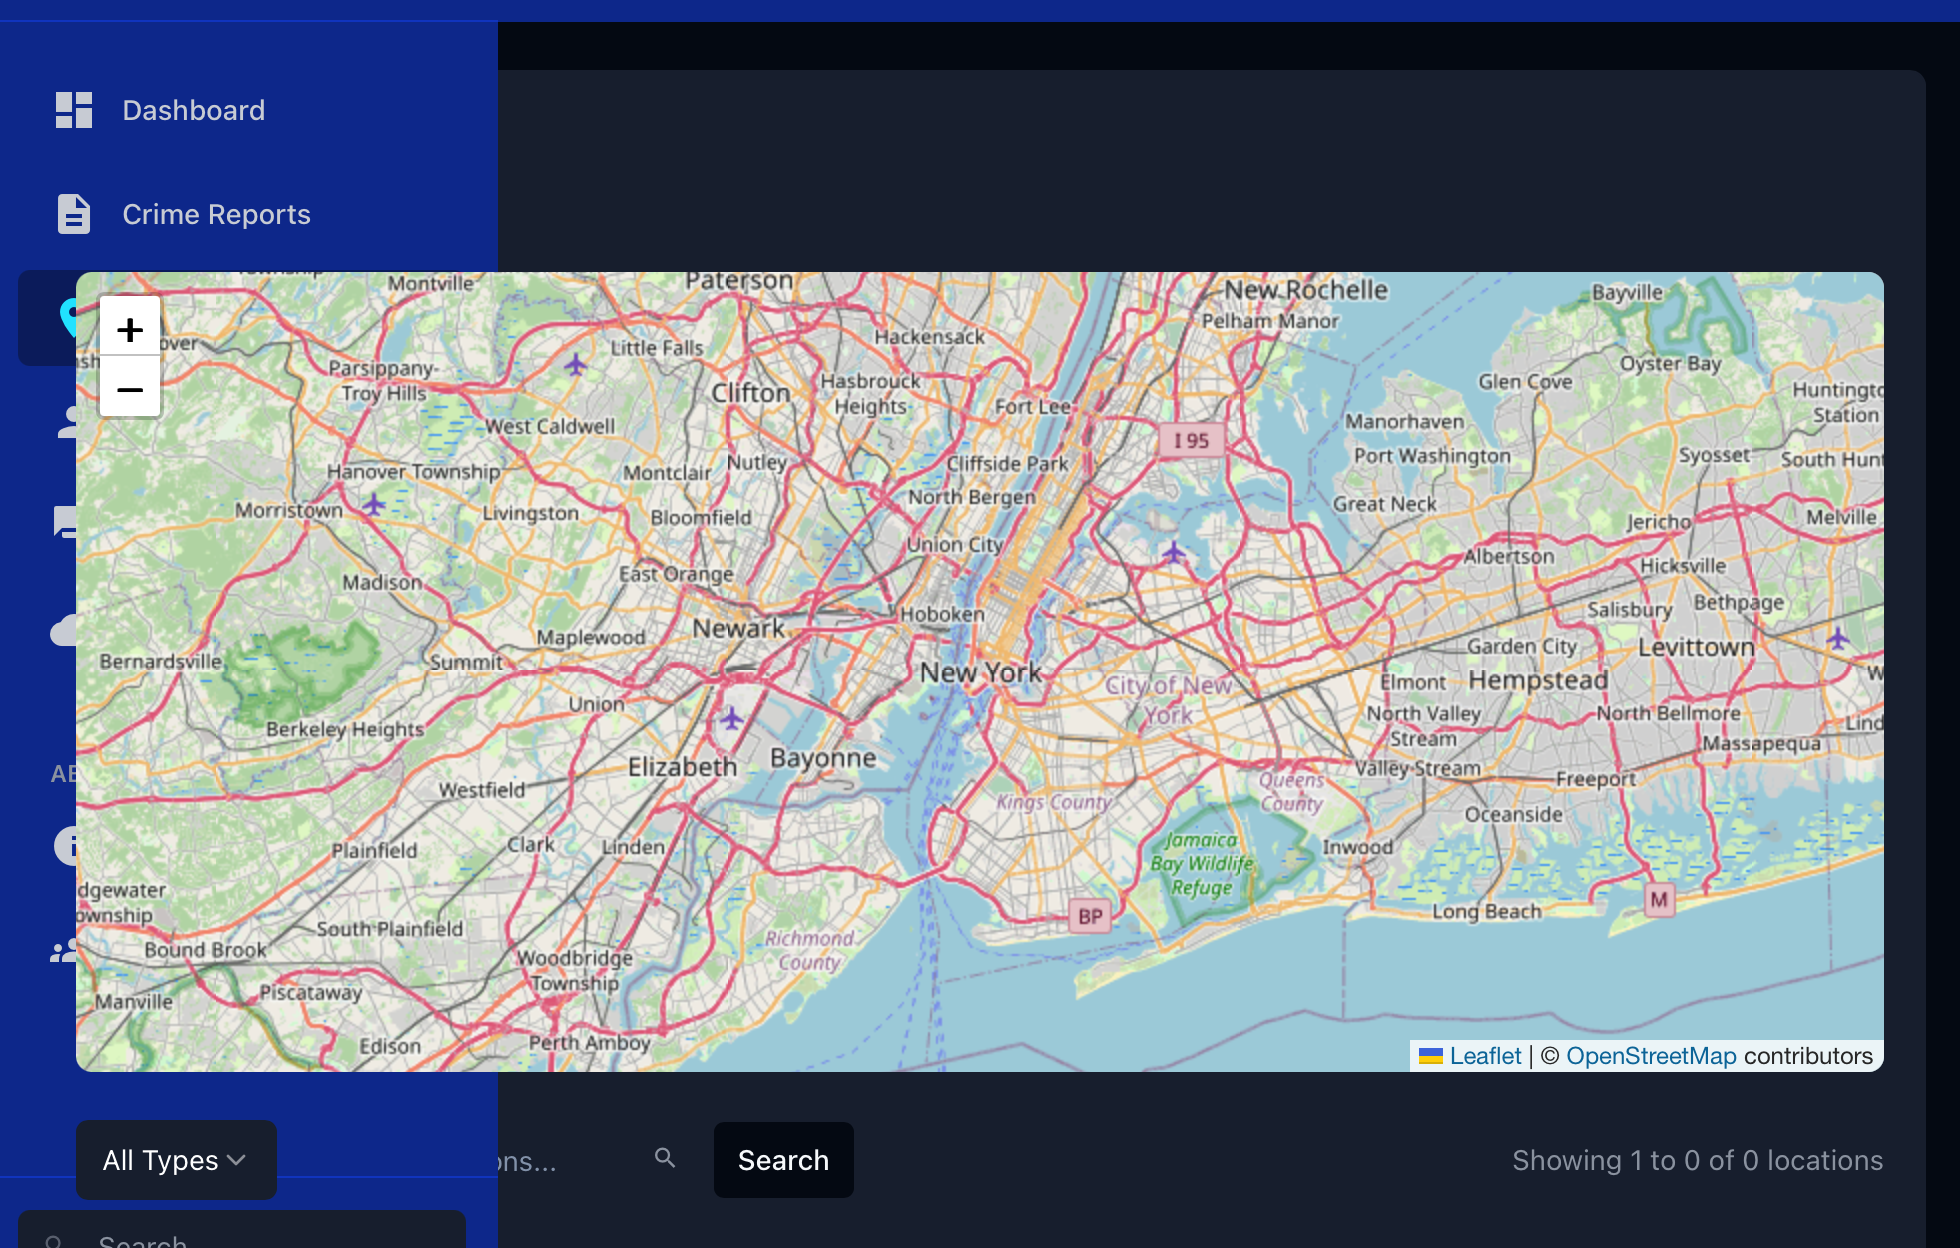 Dashboard
Crime Reports
Montville
Paterson
New Rochelle
Bayville
Pelham Manor
Hackensack
Little Falls
Parsippany-
Troy Hills
Oyster Bay
Clifton
Hasbrouck
Heights
Glen Cove
Fort Lee
Station
West Caldwell
Manorhaven
I 95
Port Washington
Syosset
Hanover Township
Montclair
Nutley
Cliffside Park
North Bergen
Morristown
Livingston
Bloomfield
Great Neck
Jericho
Melville
Union City
Albertson
Hicksville
Madison
East Orange
Hoboken
Salisbury
Bethpage
Newark
Maplewood
Garden City
Levittown
Bernardsville
Summit
New York
City of New
York
Elmont
Hempstead
Union
North Valley
Stream
North Bellmore
Berkeley Heights
Massapequa
Elizabeth
Bayonne
Valley Stream
Freeport
Westfield
Queens
County
Kings County
Oceanside
Plainfield
Clark
Linden
Jamaica
Bay Wildlife
Refuge
Inwood
M
Long Beach
BP
South Plainfield
Bound Brook
Woodbridge
Township
Richmond
County
Manville
Piscataway
Edison
Perth Amboy
Leaflet | © OpenStreetMap contributors
All Types
ons...
Search
Showing 1 to 0 of 0 locations
Search